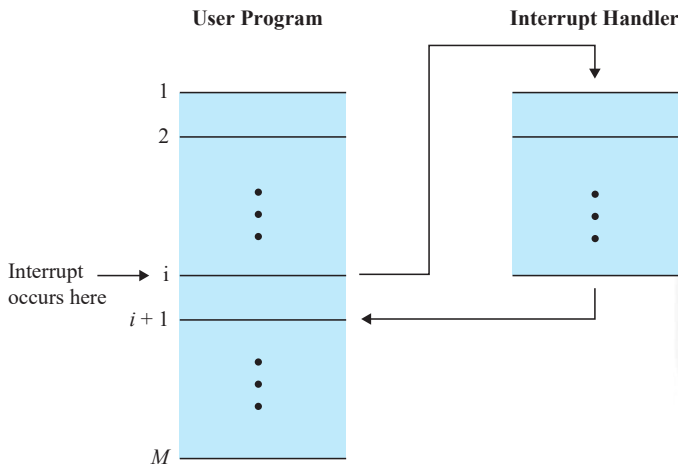 User Program
Interrupt Handler
1
2
Interrupt
occurs here
i
i + 1
M